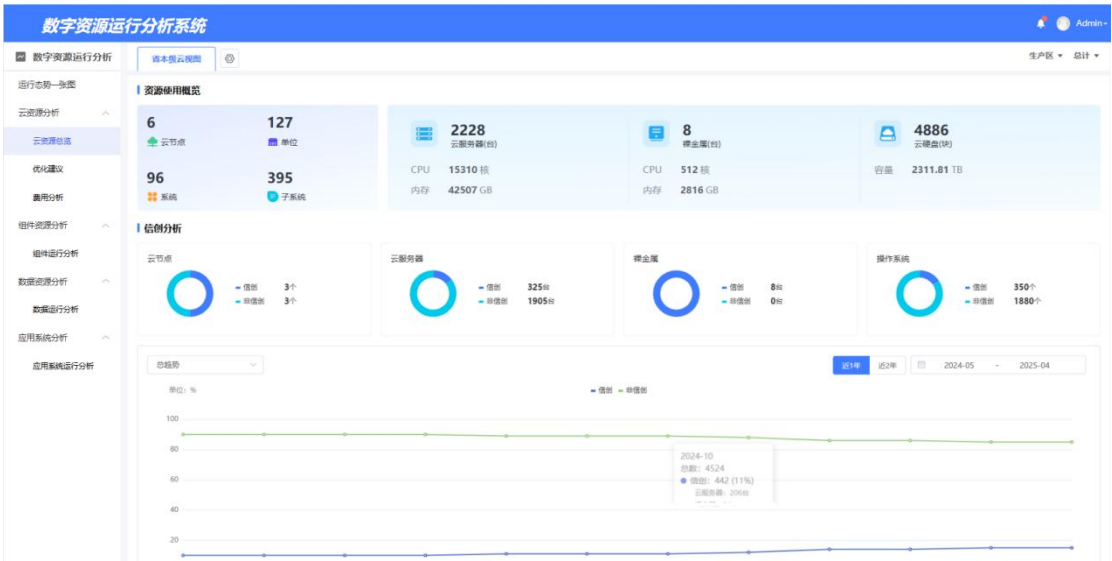 数字资源运行分析系统
Admin
数字资源运行分析
省本级云视图
生产区 总计
运行态势一张图
云资源分析
云资源总览
优化建议
费用分析
组件资源分析
组件运行分析
数据资源分析
数据运行分析
应用系统分析
应用系统运行分析
资源使用概览
6
云节点
127
单位
96
系统
395
子系统
2228
云服务器(台)
CPU 15310 核
内存 42507 GB
8
裸金属(台)
CPU 512 核
内存 2816 GB
4886
云硬盘(块)
容量 2311.81 TB
信创分析
云节点
信创 3个
非信创 3个
云服务器
信创 325台
非信创 1905台
裸金属
信创 8台
非信创 0台
操作系统
信创 350个
非信创 1880个
总趋势
近1年 近2年 2024-05 - 2025-04
单位：%
信创 非信创
100
80
60
40
20
2024-10
总数：4524
信创：442 (11%)
云服务器：206台